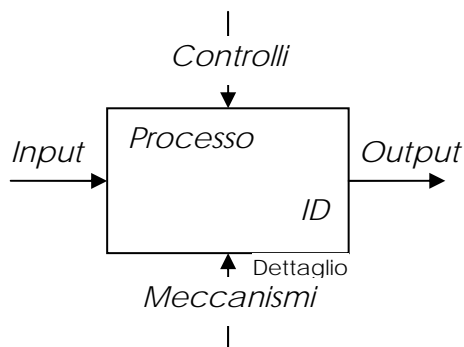 Controlli
Processo
Input
Output
ID
Dettaglio
Meccanismi